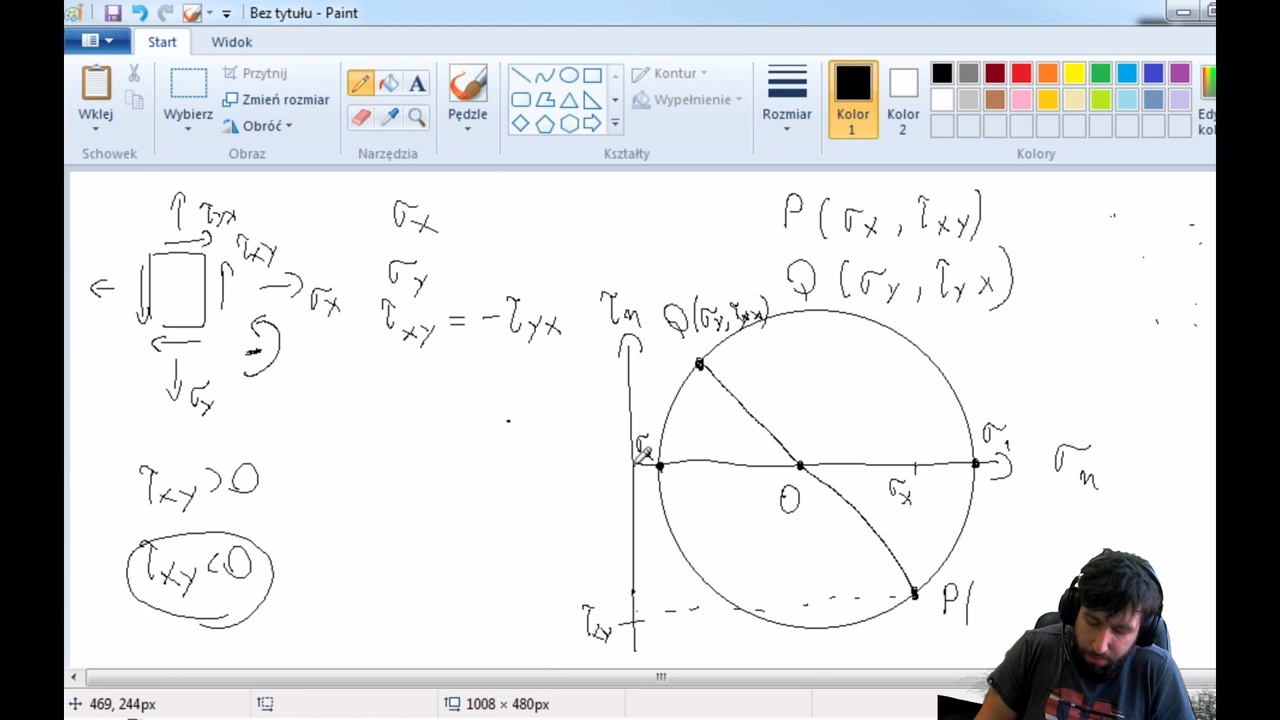 Bez tytułu - Paint
Start Widok
Wklej
Wybierz
Przytnij
Zmień rozmiar
Obróć
A
Pędzle
Kontur
Wypełnienie
Rozmiar
Kolor 1
Kolor 2
Edy kol
Schowek Obraz Narzędzia Kształty Kolory
τyx
τxy
σx
σy
σx
σy
τxy = -τyx
τxy > 0
τxy < 0
P(σx, τxy)
Q(σy, τyx)
τn
Q(σy, τyx)
σ1
σn
O
σx
τxy
P(
469, 244px
1008 × 480px